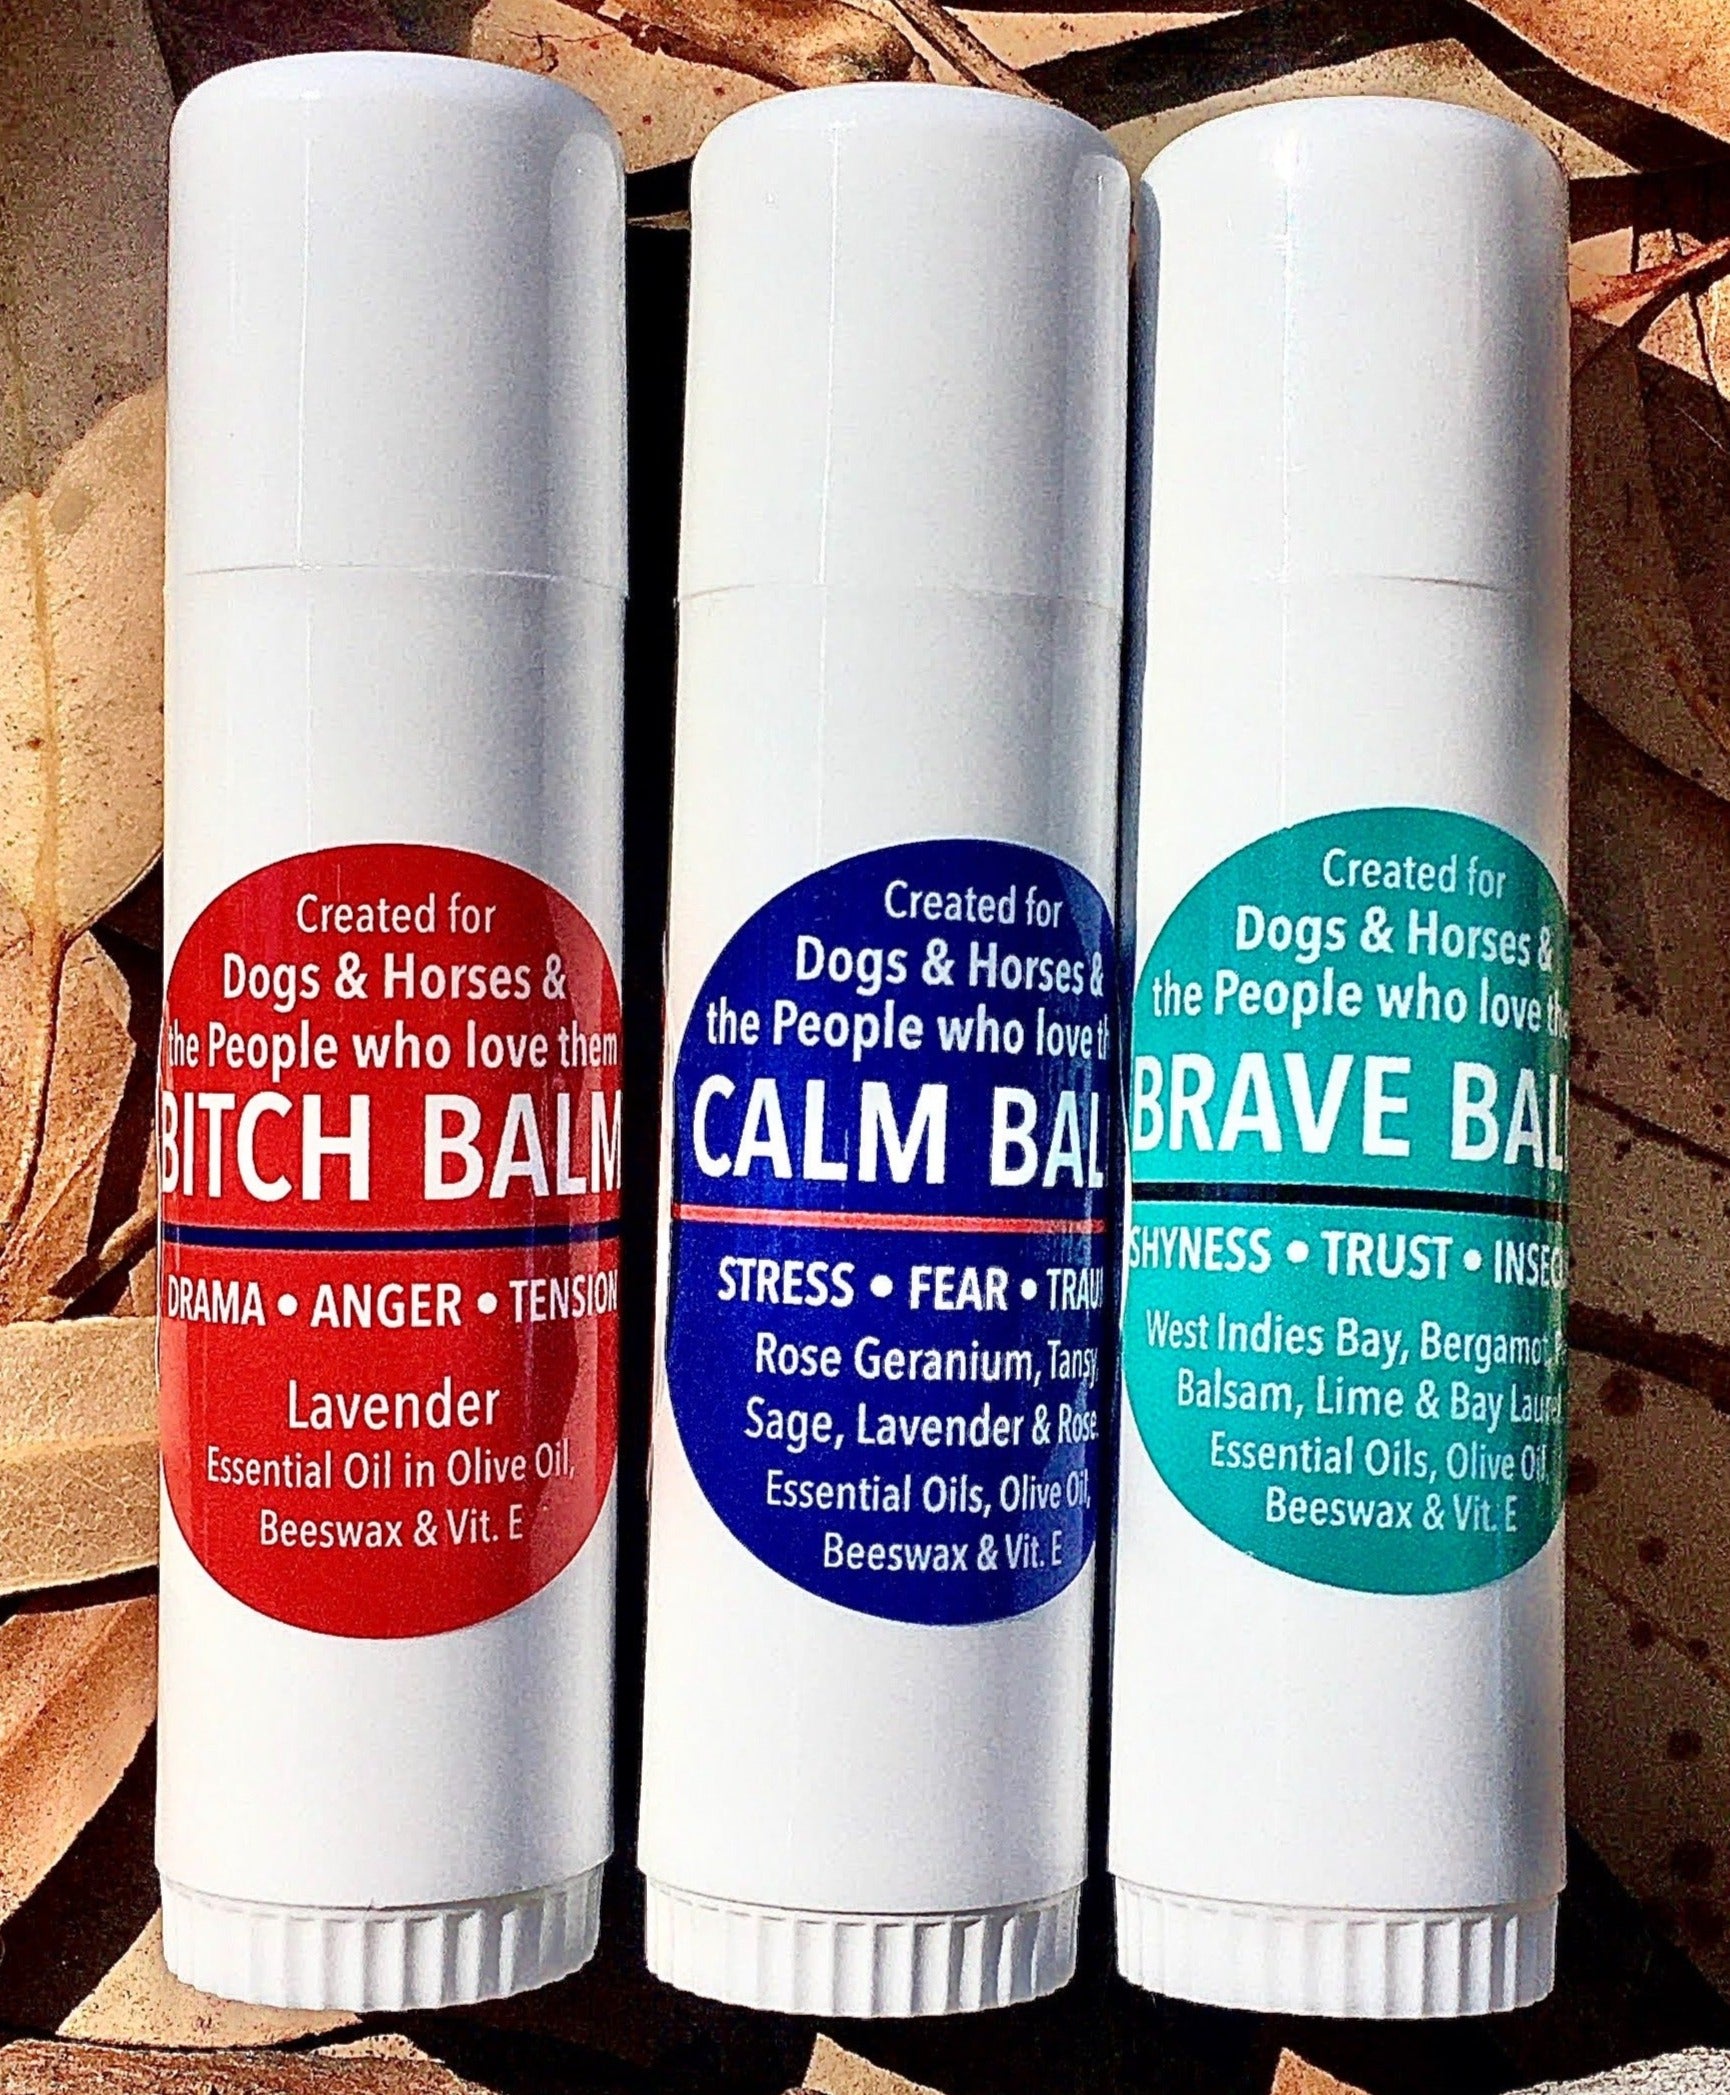 Created for
Dogs & Horses &
the People who love them
BITCH BALM
DRAMA • ANGER • TENSION
Lavender
Essential Oil in Olive Oil,
Beeswax & Vit. E
Created for
Dogs & Horses &
the People who love
CALM
STRESS • FEAR •
Rose Geranium, Tansy,
Sage, Lavender & Rose
Essential Oils, Olive Oil,
Beeswax & Vit. E
Created for
Dogs & Horses &
the People who love
BRAVE
SHYNESS • TRUST •
West Indies Bay, Bergamot,
Balsam, Lime & Bay Laurel
Essential Oils, Olive Oil,
Beeswax & Vit. E